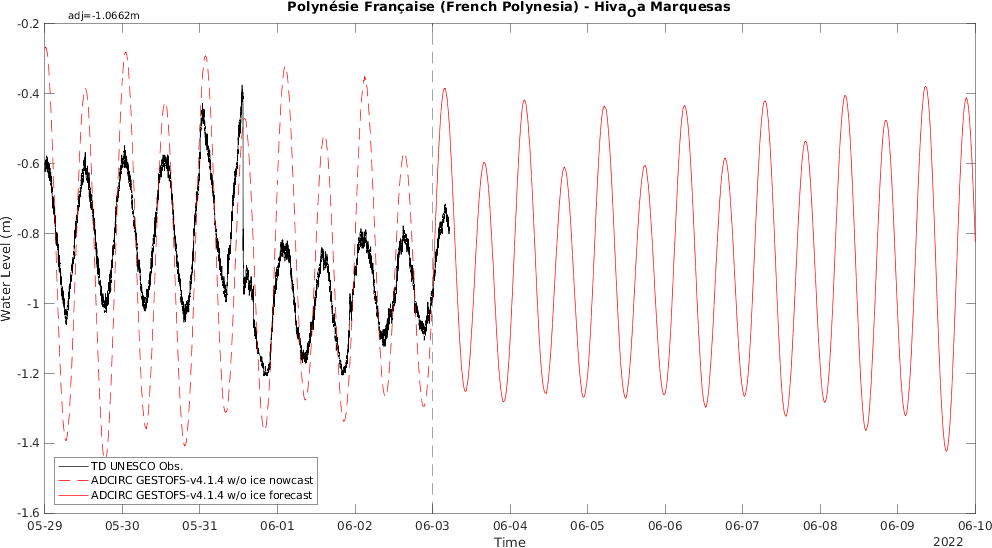 Polynésie Française (French Polynesia) - HivaOa Marquesas
adj=-1.0662m
-0.2
-0.4
-0.6
-0.8
-1
-1.2
-1.4
-1.6
Water Level (m)
TD UNESCO Obs.
ADCIRC GESTOFS-v4.1.4 w/o ice nowcast
ADCIRC GESTOFS-v4.1.4 w/o ice forecast
05-29 05-30 05-31 06-01 06-02 06-03 06-04 06-05 06-06 06-07 06-08 06-09 06-10
Time
2022